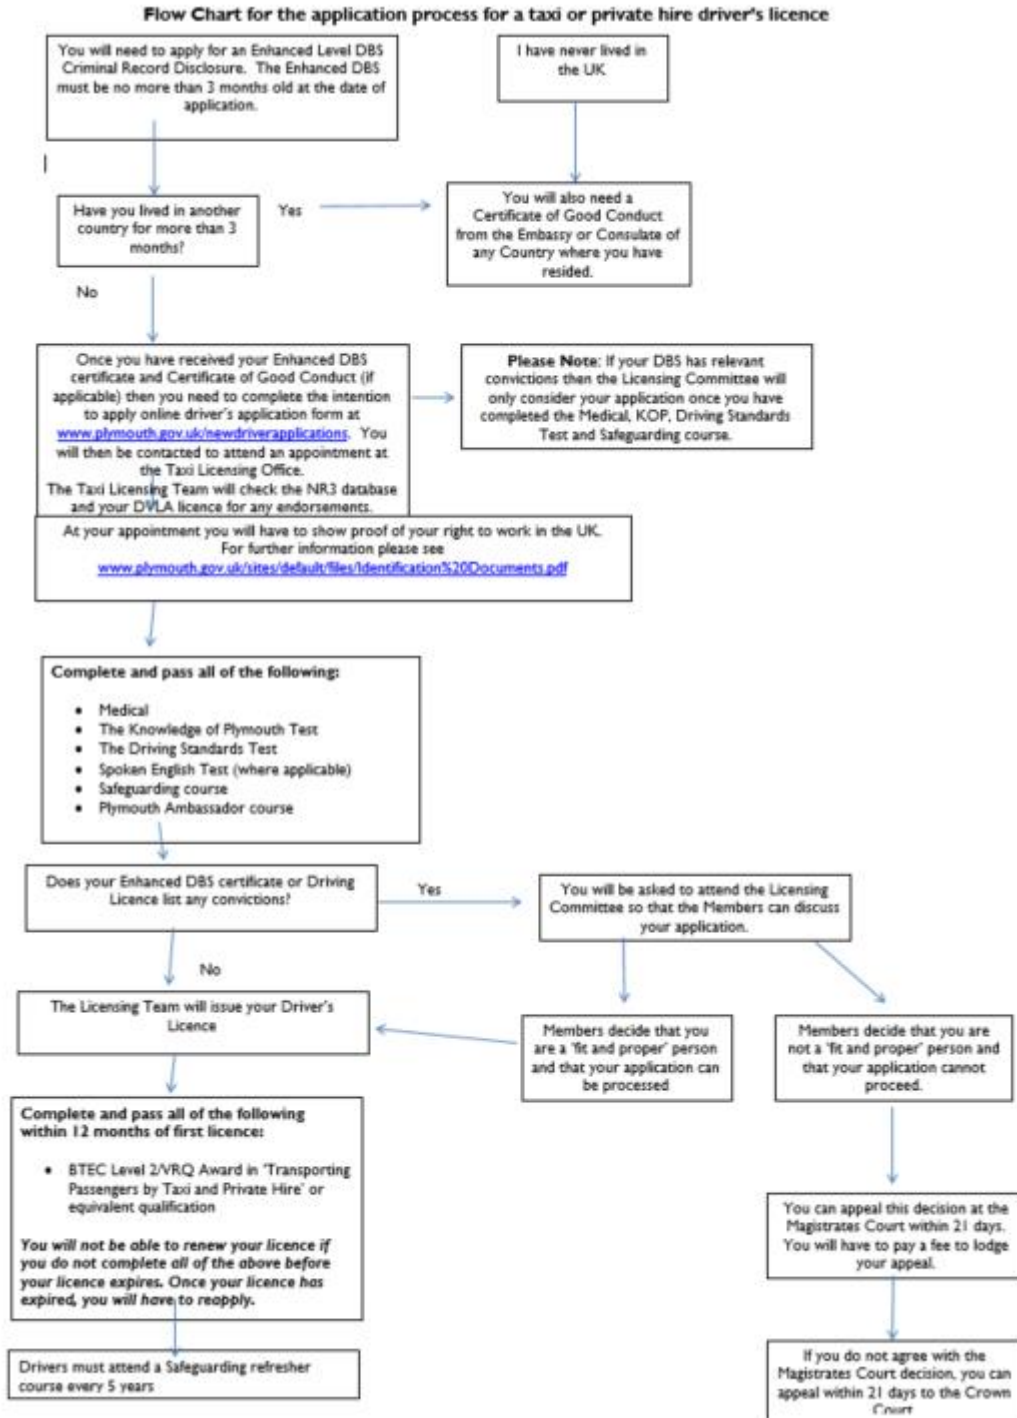 Flow Chart for the application process for a taxi or private hire driver's licence
You will need to apply for an Enhanced Level DBS
Criminal Record Disclosure. The Enhanced DBS
must be no more than 3 months old at the date of
application.
I have never lived in
the UK
Have you lived in another
country for more than 3
months?
Yes
You will also need a
Certificate of Good Conduct
from the Embassy or Consulate of
any Country where you have
resided.
No
Once you have received your Enhanced DBS
certificate and Certificate of Good Conduct (if
applicable) then you need to complete the intention
to apply online driver's application form at
www.plymouth.gov.uk/newdriverapplications. You
will then be contacted to attend an appointment at
the Taxi Licensing Office.
The Taxi Licensing Team will check the NR3 database
and your DVLA licence for any endorsements.
Please Note: If your DBS has relevant
convictions then the Licensing Committee will
only consider your application once you have
completed the Medical, KOP, Driving Standards
Test and Safeguarding course.
At your appointment you will have to show proof of your right to work in the UK.
For further information please see
www.plymouth.gov.uk/sites/default/files/Identification%20Documents.pdf
Complete and pass all of the following:
• Medical
• The Knowledge of Plymouth Test
• The Driving Standards Test
• Spoken English Test (where applicable)
• Safeguarding course
• Plymouth Ambassador course
Does your Enhanced DBS certificate or Driving
Licence list any convictions?
Yes
You will be asked to attend the Licensing
Committee so that the Members can discuss
your application.
No
The Licensing Team will issue your Driver's
Licence
Members decide that you
are a 'fit and proper' person
and that your application can
be processed
Members decide that you are
not a 'fit and proper' person and
that your application cannot
proceed.
Complete and pass all of the following
within 12 months of first licence:
• BTEC Level 2/VRQ Award in 'Transporting
Passengers by Taxi and Private Hire' or
equivalent qualification
You will not be able to renew your licence if
you do not complete all of the above before
your licence expires. Once your licence has
expired, you will have to reapply.
You can appeal this decision at the
Magistrates Court within 21 days.
You will have to pay a fee to lodge
your appeal.
Drivers must attend a Safeguarding refresher
course every 5 years
If you do not agree with the
Magistrates Court decision, you can
appeal within 21 days to the Crown
Court